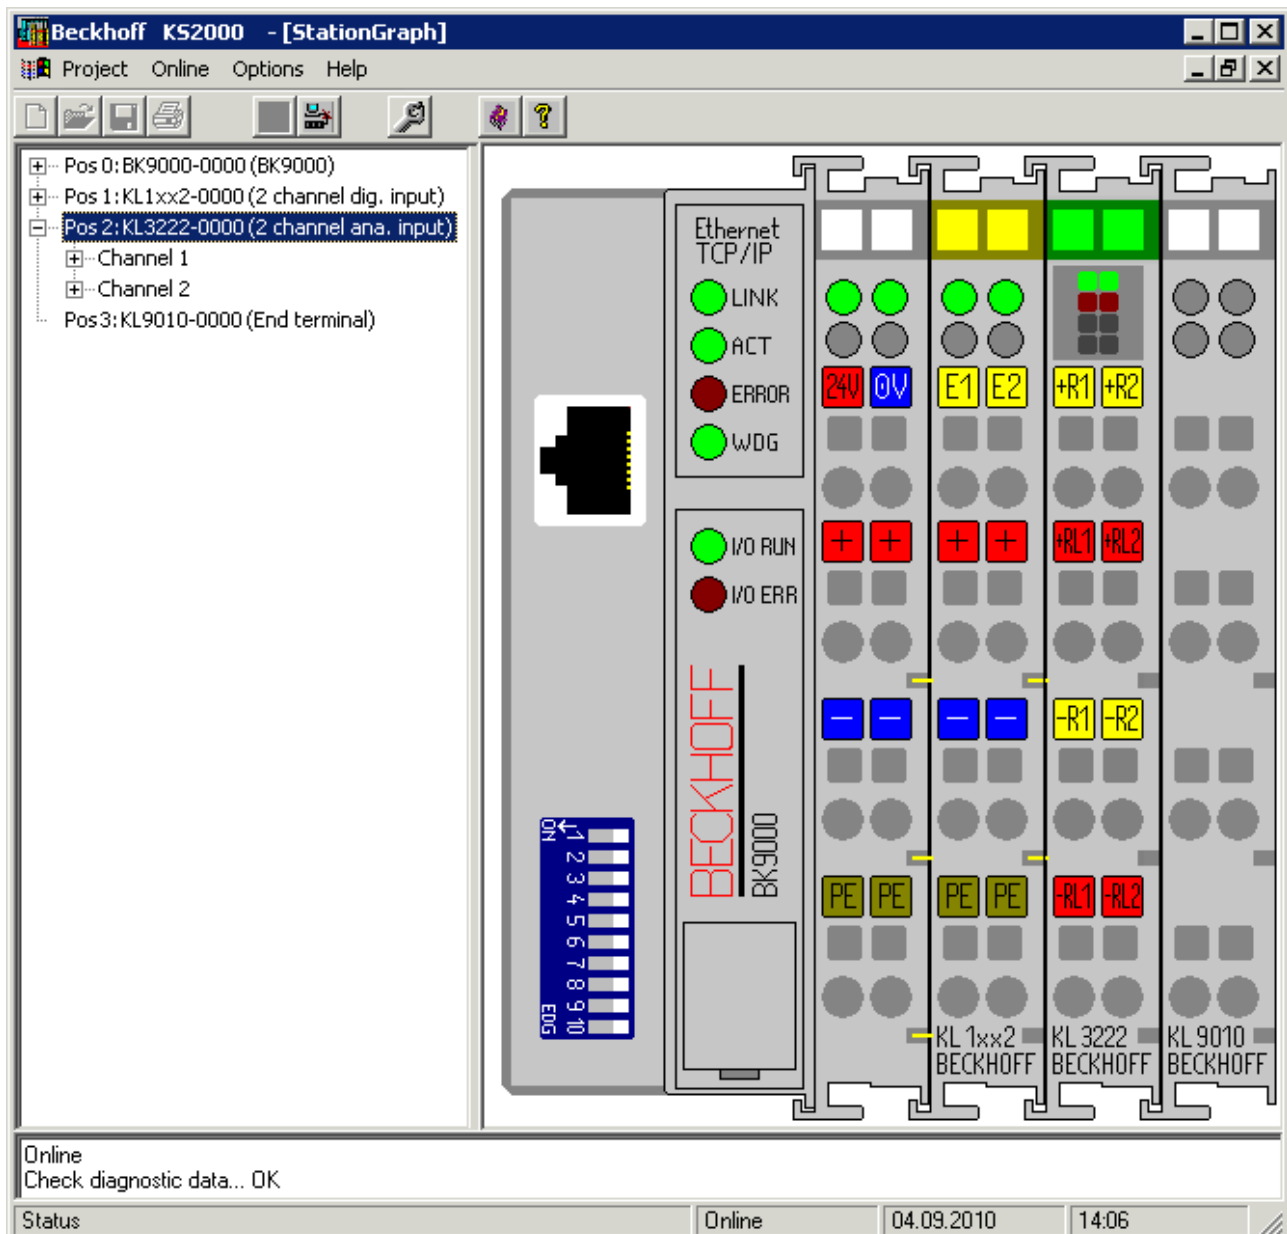 Beckhoff KS2000 - [StationGraph]
Project Online Options Help
Pos 0: BK9000-0000 (BK9000)
Pos 1: KL1xx2-0000 (2 channel dig. input)
Pos 2: KL3222-0000 (2 channel ana. input)
Channel 1
Channel 2
Pos 3: KL9010-0000 (End terminal)
Ethernet
TCP/IP
LINK
ACT
ERROR
WDG
I/O RUN
I/O ERR
BECKHOFF
BK9000
ON
1
2
3
4
5
6
7
8
9
10
EDG
24V 0V E1 E2 +R1 +R2
+ + + + +RL1 +RL2
− − − − -R1 -R2
PE PE PE PE -RL1 -RL2
KL 1xx2
BECKHOFF
KL 3222
BECKHOFF
KL 9010
BECKHOFF
Online
Check diagnostic data... OK
Status Online 04.09.2010 14:06